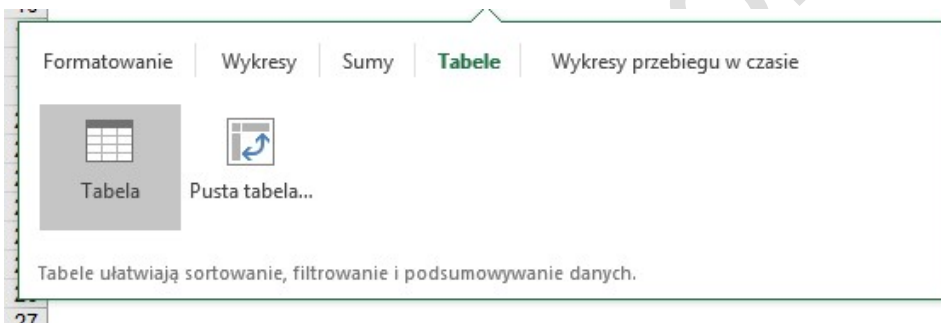 Formatowanie Wykresy Sumy Tabele Wykresy przebiegu w czasie
Tabela Pusta tabela...
Tabele ułatwiają sortowanie, filtrowanie i podsumowywanie danych.
27